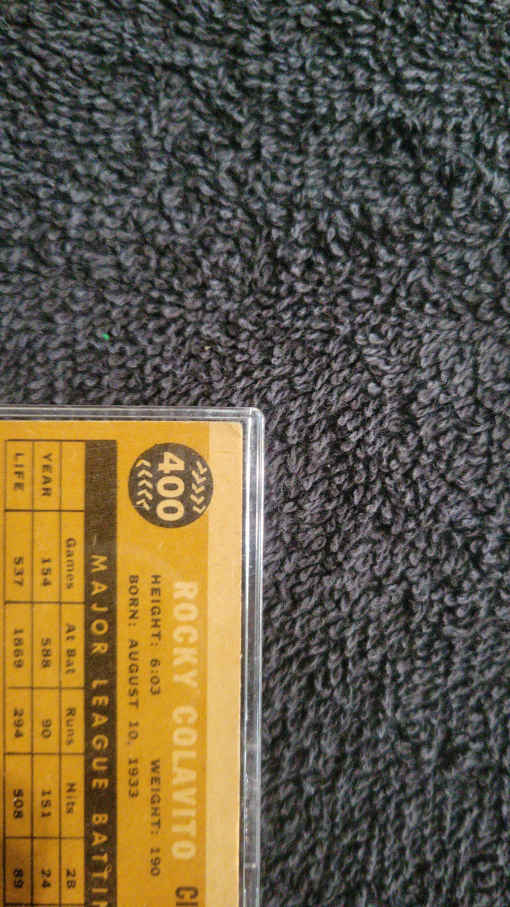 400
ROCKY COLAVITO
HEIGHT: 6:03 WEIGHT: 190
BORN: AUGUST 10, 1933
MAJOR LEAGUE
Games At Bat Runs Hits 2B
YEAR 154 588 90 151 24
LIFE 537 1869 294 508 89